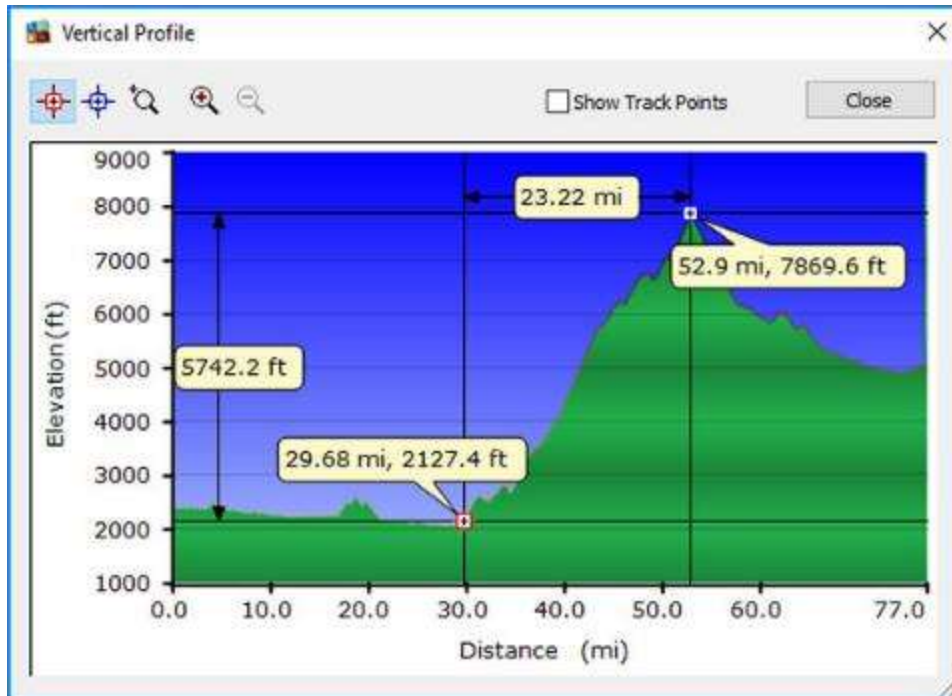 Vertical Profile
Show Track Points
Close
9000
8000
7000
6000
5000
4000
3000
2000
1000
Elevation(ft)
23.22 mi
52.9 mi, 7869.6 ft
5742.2 ft
29.68 mi, 2127.4 ft
0.0 10.0 20.0 30.0 40.0 50.0 60.0 77.0
Distance (mi)